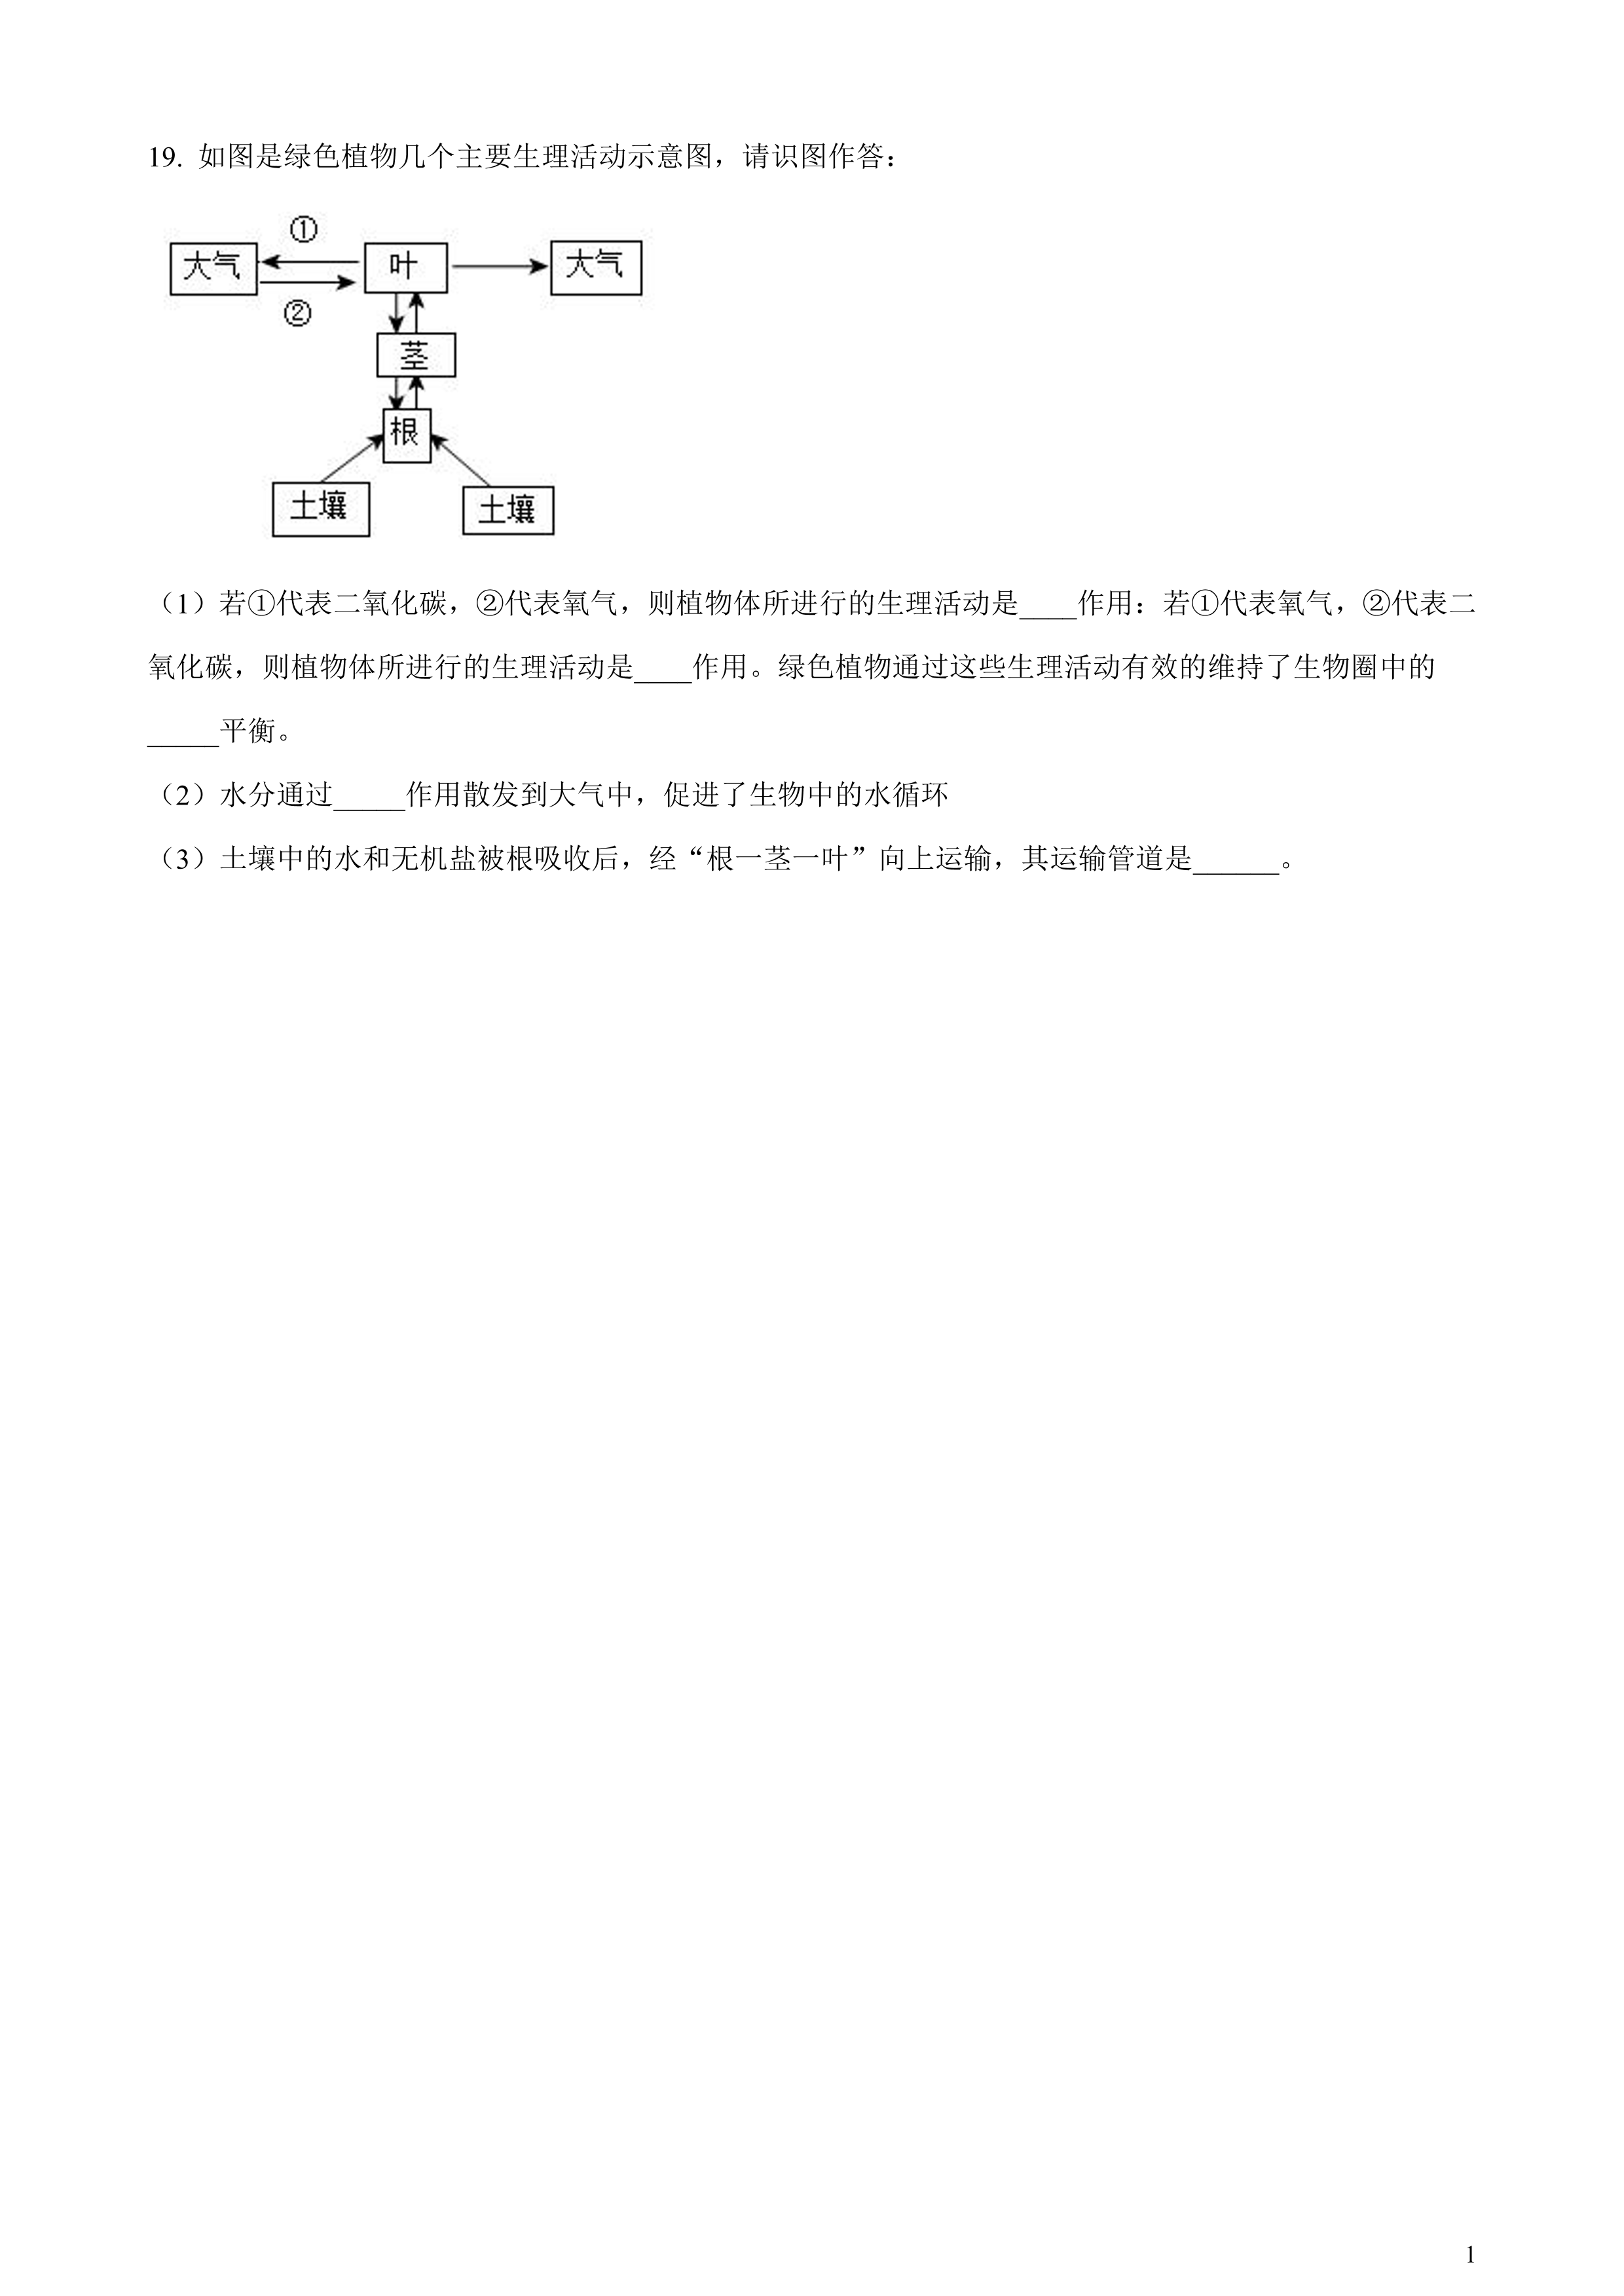 19. 如图是绿色植物几个主要生理活动示意图，请识图作答：
①
大气 叶 大气
②
茎
根
土壤 土壤
（1）若①代表二氧化碳，②代表氧气，则植物体所进行的生理活动是____作用：若①代表氧气，②代表二
氧化碳，则植物体所进行的生理活动是____作用。绿色植物通过这些生理活动有效的维持了生物圈中的
_____平衡。
（2）水分通过_____作用散发到大气中，促进了生物中的水循环
（3）土壤中的水和无机盐被根吸收后，经“根一茎一叶”向上运输，其运输管道是______。
1